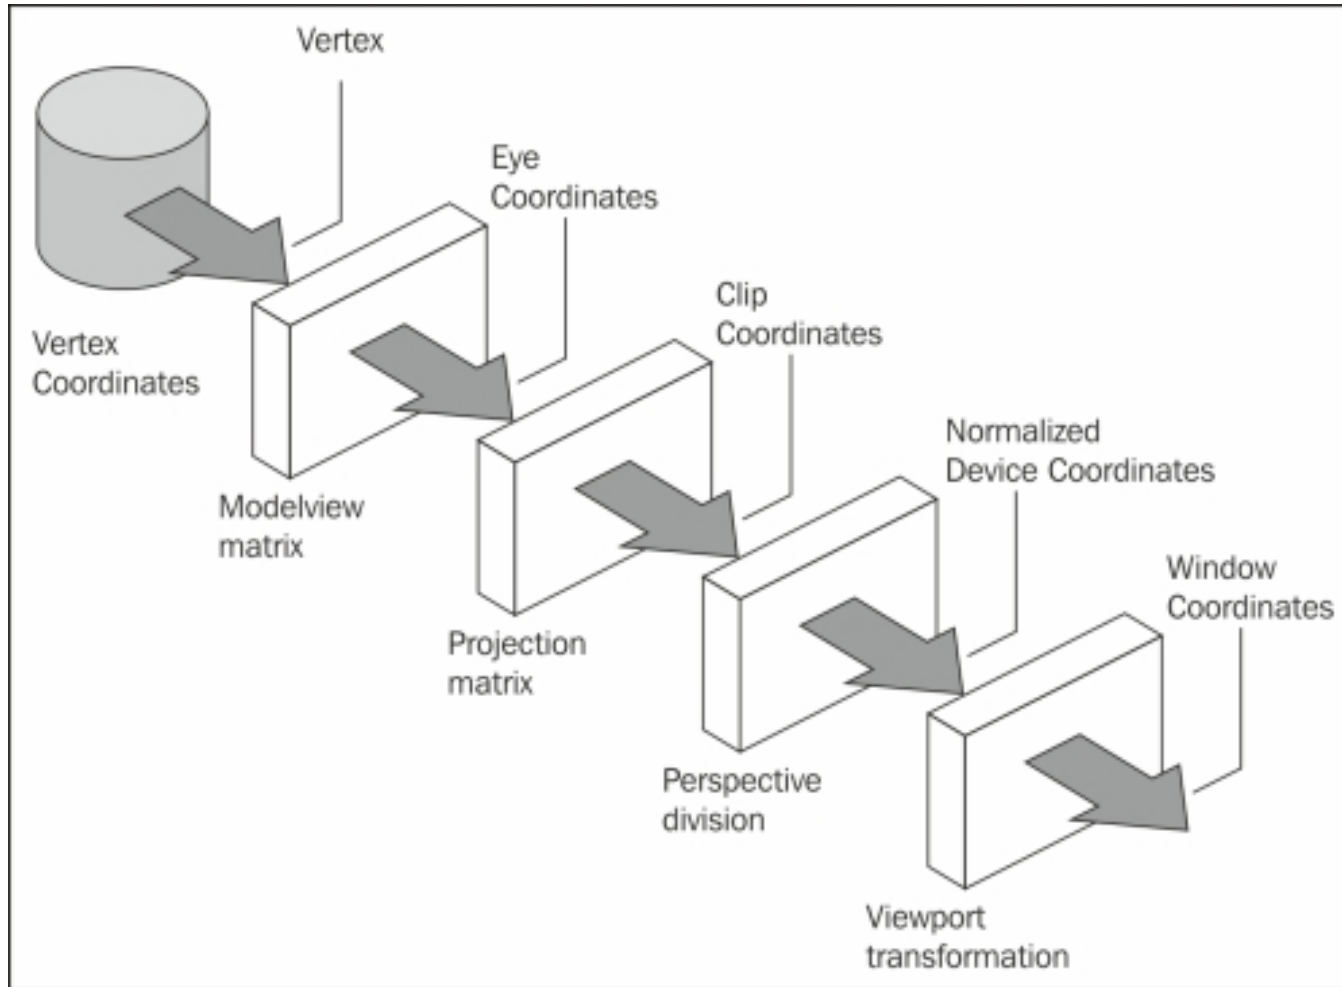 Vertex
Eye
Coordinates
Vertex
Coordinates
Clip
Coordinates
Modelview
matrix
Normalized
Device Coordinates
Projection
matrix
Window
Coordinates
Perspective
division
Viewport
transformation